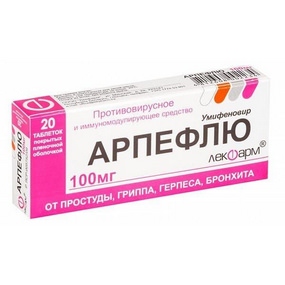 Противовирусное
и иммуномодулирующее средство
20
ТАБЛЕТОК
покрытых
пленочной
оболочкой
Умифеновир
АРПЕФЛЮ
100мг
лекфарм®
ОТ ПРОСТУДЫ, ГРИППА, ГЕРПЕСА, БРОНХИТА